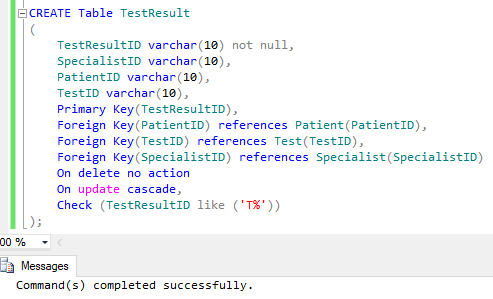 CREATE Table TestResult
(
TestResultID varchar(10) not null,
SpecialistID varchar(10),
PatientID varchar(10),
TestID varchar(10),
Primary Key(TestResultID),
Foreign Key(PatientID) references Patient(PatientID),
Foreign Key(TestID) references Test(TestID),
Foreign Key(SpecialistID) references Specialist(SpecialistID)
On delete no action
On update cascade,
Check (TestResultID like ('T%'))
);
00 %
Messages
Command(s) completed successfully.